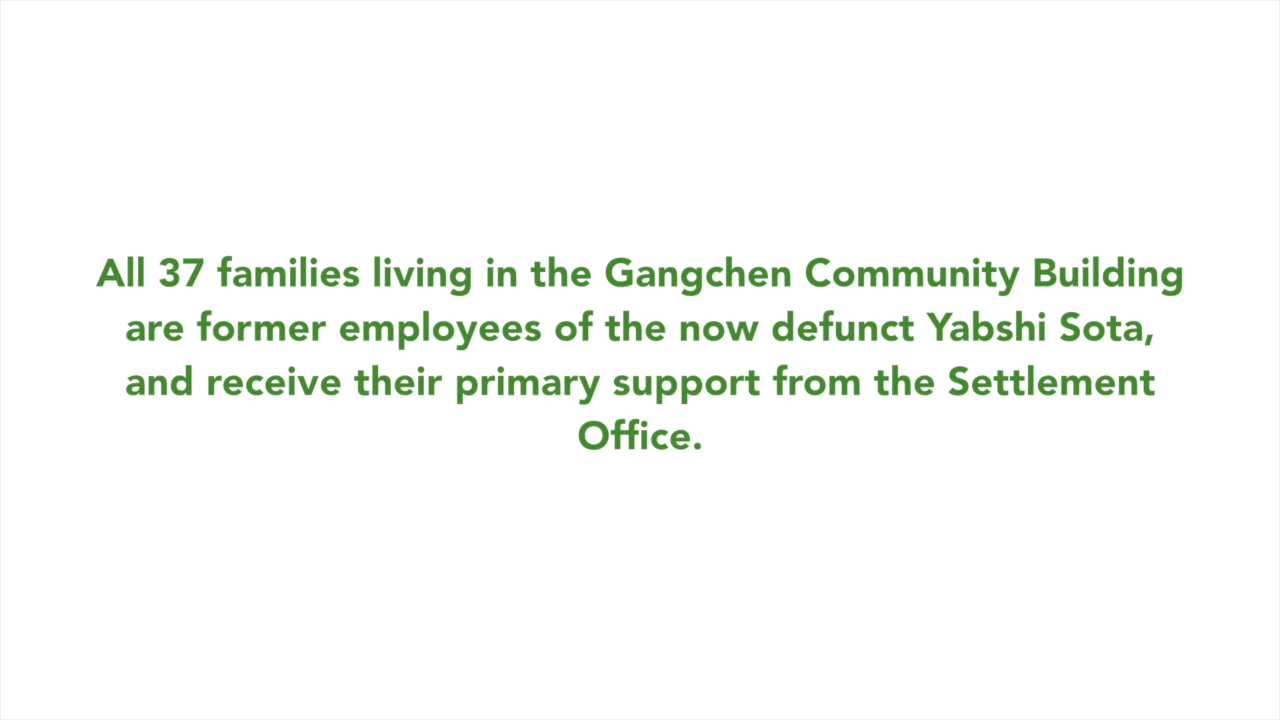 All 37 families living in the Gangchen Community Building
are former employees of the now defunct Yabshi Sota,
and receive their primary support from the Settlement
Office.